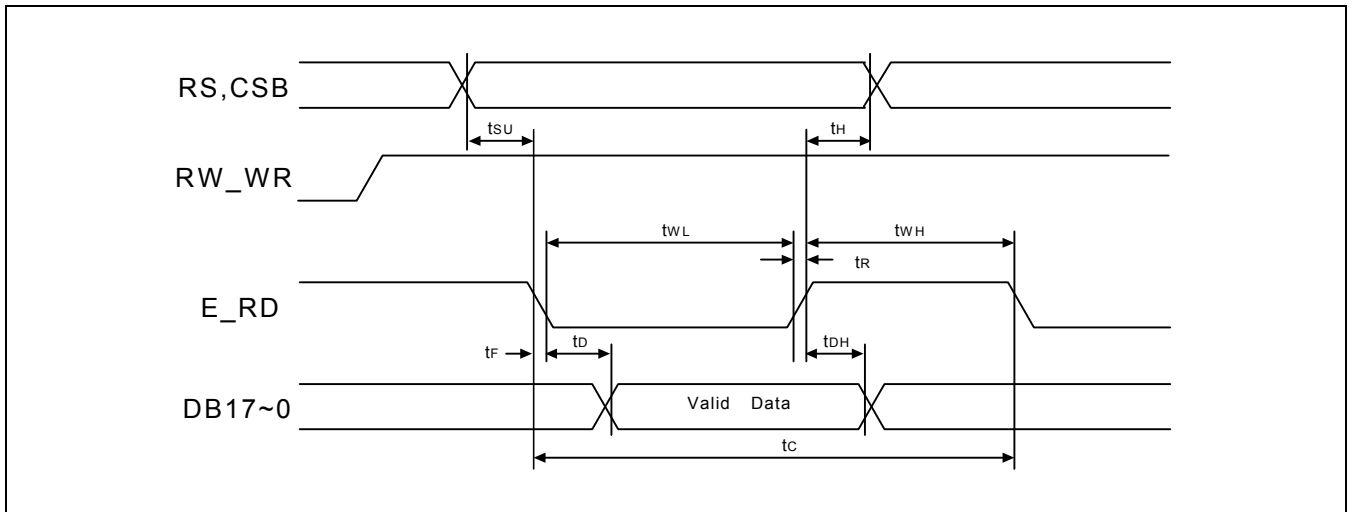 RS,CSB
tSU
tH
RW_WR
tWL
tWH
tR
E_RD
tF
tD
tDH
DB17~0
Valid Data
tC